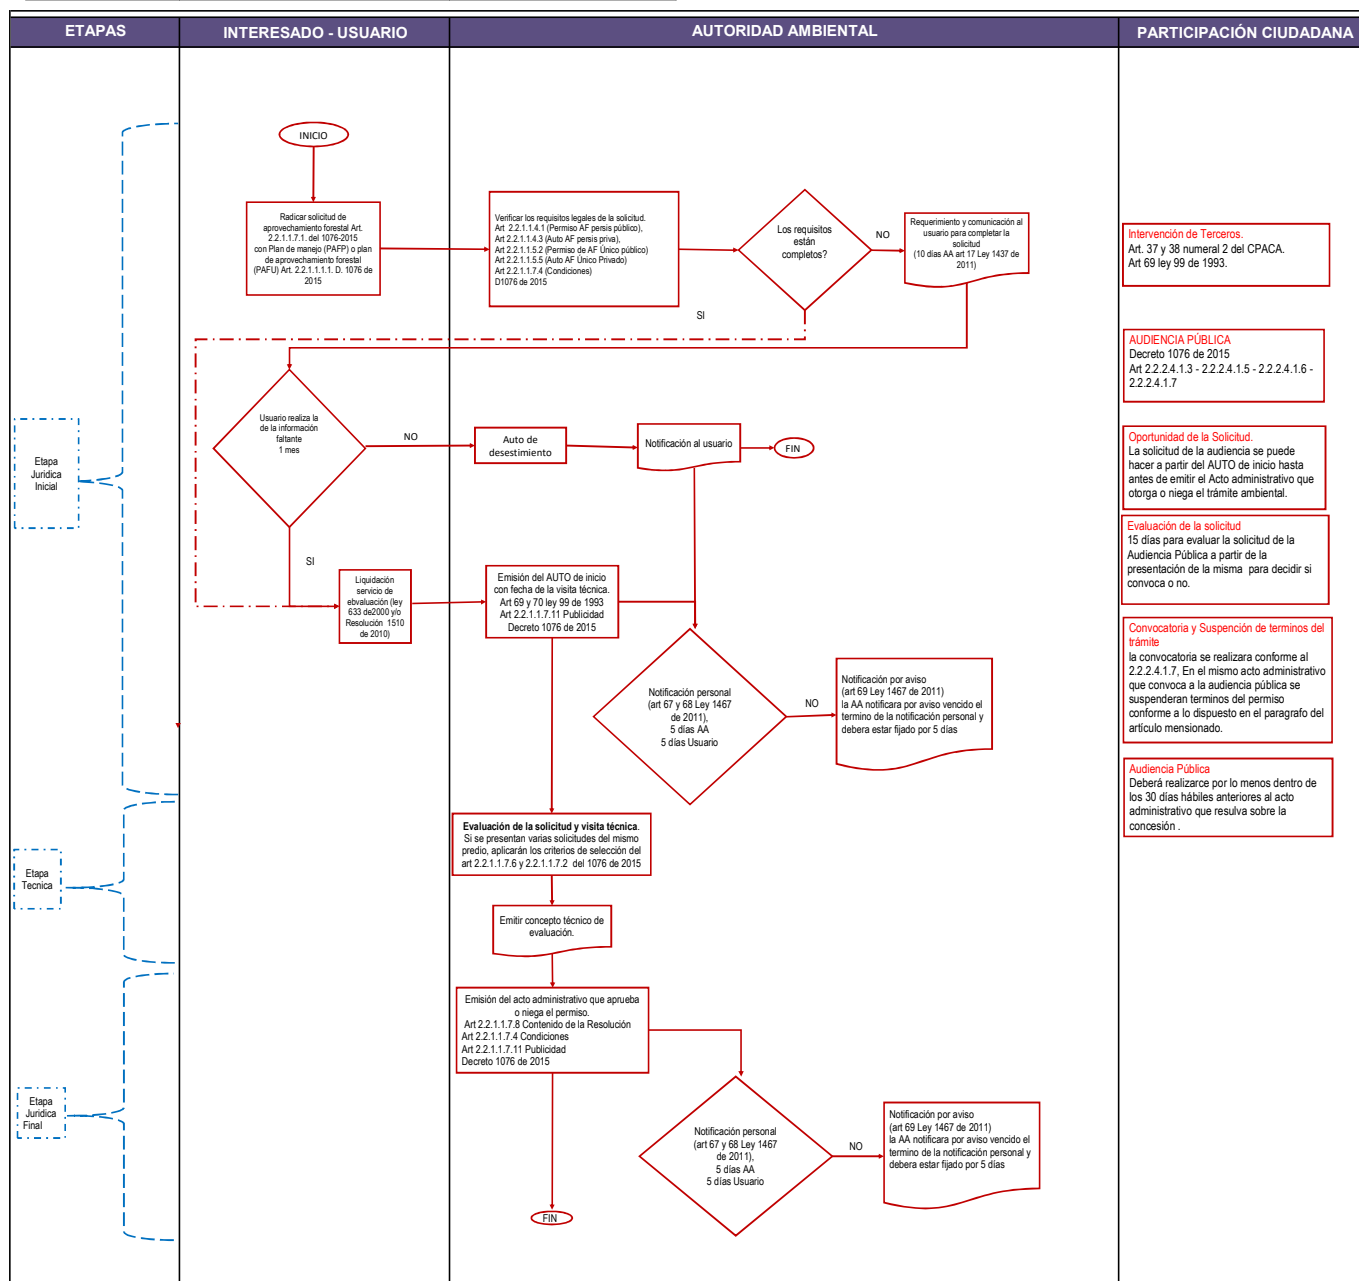 ETAPAS
INTERESADO - USUARIO
AUTORIDAD AMBIENTAL
PARTICIPACIÓN CIUDADANA
INICIO
Radicar solicitud de
aprovechamiento forestal Art.
2.2.1.1.7.1. del 1076-2015
con Plan de manejo (PAFP) o plan
de aprovechamiento forestal
(PAFU) Art. 2.2.1.1.1.1. D. 1076 de
2015
Verificar los requisitos legales de la solicitud.
Art 2.2.1.1.4.1 (Permiso AF persis público),
Art 2.2.1.1.4.3 (Auto AF persis priva),
Art 2.2.1.1.5.2 (Permiso de AF Único público)
Art 2.2.1.1.5.5 (Auto AF Único Privado)
Art 2.2.1.1.7.4 (Condiciones)
D1076 de 2015
Los requisitos
están
completos?
NO
Requerimiento y comunicación al
usuario para completar la
solicitud
(10 días AA art 17 Ley 1437 de
2011)
SI
Usuario realiza la
de la información
faltante
1 mes
NO
Auto de
desestimiento
Notificación al usuario
FIN
SI
Liquidación
servicio de
ebvaluación (ley
633 de2000 y/o
Resolución 1510
de 2010)
Emisión del AUTO de inicio
con fecha de la visita técnica.
Art 69 y 70 ley 99 de 1993
Art 2.2.1.1.7.11 Publicidad
Decreto 1076 de 2015
Notificación personal
(art 67 y 68 Ley 1467
de 2011),
5 días AA
5 días Usuario
NO
Notificación por aviso
(art 69 Ley 1467 de 2011)
la AA notificara por aviso vencido el
termino de la notificación personal y
debera estar fijado por 5 días
Evaluación de la solicitud y visita técnica.
Si se presentan varias solicitudes del mismo
predio, aplicarán los criterios de selección del
art 2.2.1.1.7.6 y 2.2.1.1.7.2 del 1076 de 2015
Emitir concepto técnico de
evaluación.
Emisión del acto administrativo que aprueba
o niega el permiso.
Art 2.2.1.1.7.8 Contenido de la Resolución
Art 2.2.1.1.7.4 Condiciones
Art 2.2.1.1.7.11 Publicidad
Decreto 1076 de 2015
Notificación personal
(art 67 y 68 Ley 1467
de 2011),
5 días AA
5 días Usuario
NO
Notificación por aviso
(art 69 Ley 1467 de 2011)
la AA notificara por aviso vencido el
termino de la notificación personal y
debera estar fijado por 5 días
FIN
Etapa
Juridica
Inicial
Etapa
Tecnica
Etapa
Juridica
Final
Intervención de Terceros.
Art. 37 y 38 numeral 2 del CPACA.
Art 69 ley 99 de 1993.
AUDIENCIA PÚBLICA
Decreto 1076 de 2015
Art 2.2.2.4.1.3 - 2.2.2.4.1.5 - 2.2.2.4.1.6 -
2.2.2.4.1.7
Oportunidad de la Solicitud.
La solicitud de la audiencia se puede
hacer a partir del AUTO de inicio hasta
antes de emitir el Acto administrativo que
otorga o niega el trámite ambiental.
Evaluación de la solicitud
15 días para evaluar la solicitud de la
Audiencia Pública a partir de la
presentación de la misma para decidir si
convoca o no.
Convocatoria y Suspención de terminos del
trámite
la convocatoria se realizara conforme al
2.2.2.4.1.7, En el mismo acto administrativo
que convoca a la audiencia pública se
suspenderan terminos del permiso
conforme a lo dispuesto en el paragrafo del
artículo mensionado.
Audiencia Pública
Deberá realizarce por lo menos dentro de
los 30 días hábiles anteriores al acto
administrativo que resulva sobre la
concesión .